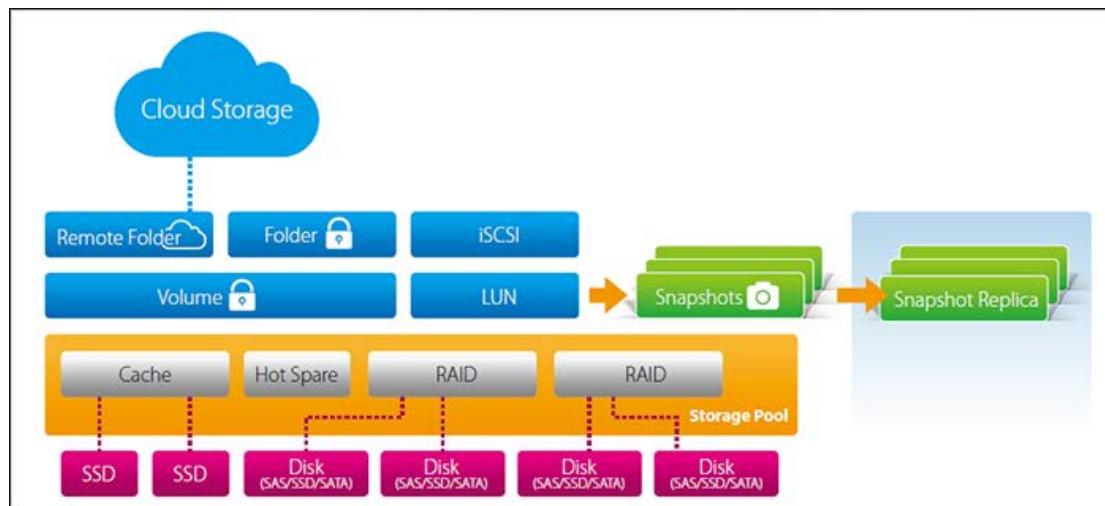 Cloud Storage
Remote Folder
Folder
iSCSI
Volume
LUN
Snapshots
Snapshot Replica
Cache
Hot Spare
RAID
RAID
Storage Pool
SSD
SSD
Disk
(SAS/SSD/SATA)
Disk
(SAS/SSD/SATA)
Disk
(SAS/SSD/SATA)
Disk
(SAS/SSD/SATA)